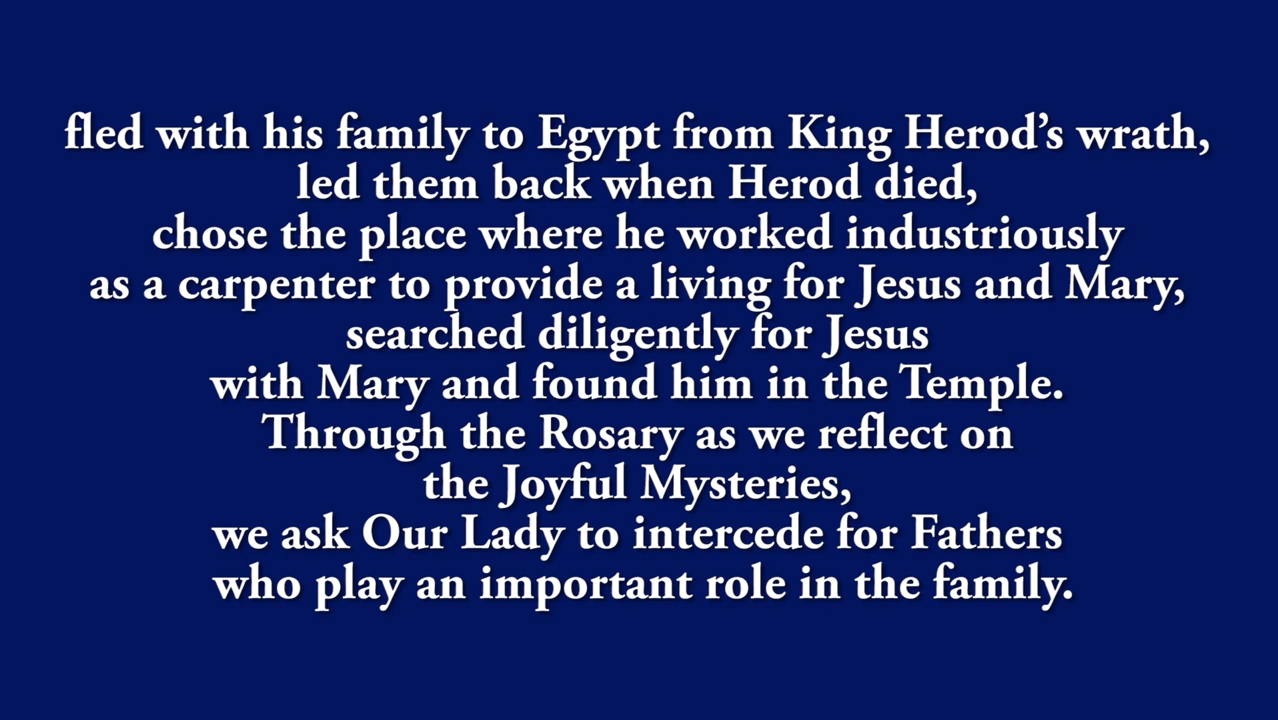 fled with his family to Egypt from King Herod’s wrath,
led them back when Herod died,
chose the place where he worked industriously
as a carpenter to provide a living for Jesus and Mary,
searched diligently for Jesus
with Mary and found him in the Temple.
Through the Rosary as we reflect on
the Joyful Mysteries,
we ask Our Lady to intercede for Fathers
who play an important role in the family.